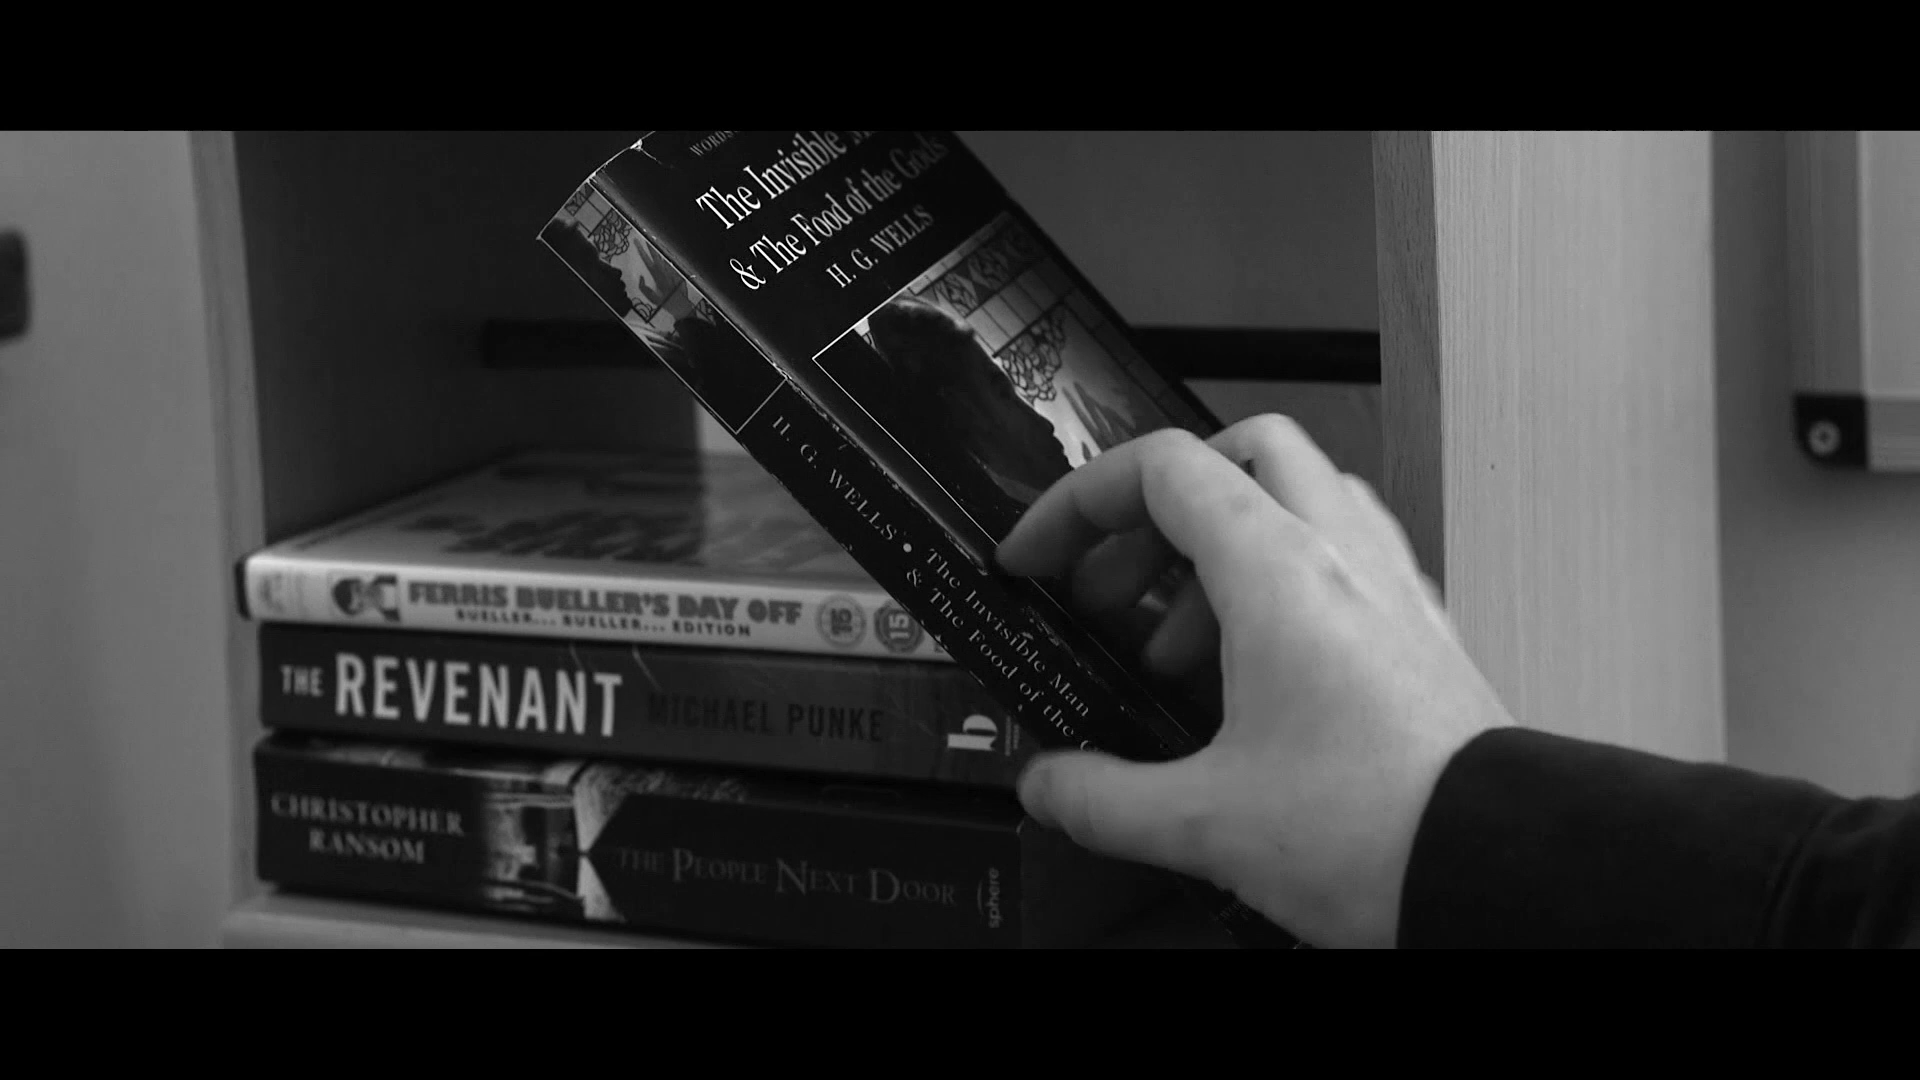 The Invisible
& The Food of the Gods
H. G. WELLS
H. G. WELLS • The Invisible Man
& The Food of the
FERRIS BUELLER'S DAY OFF
BUELLER... BUELLER... EDITION
15
15
THE REVENANT MICHAEL PUNKE
b
CHRISTOPHER
RANSOM
THE PEOPLE NEXT DOOR
sphere